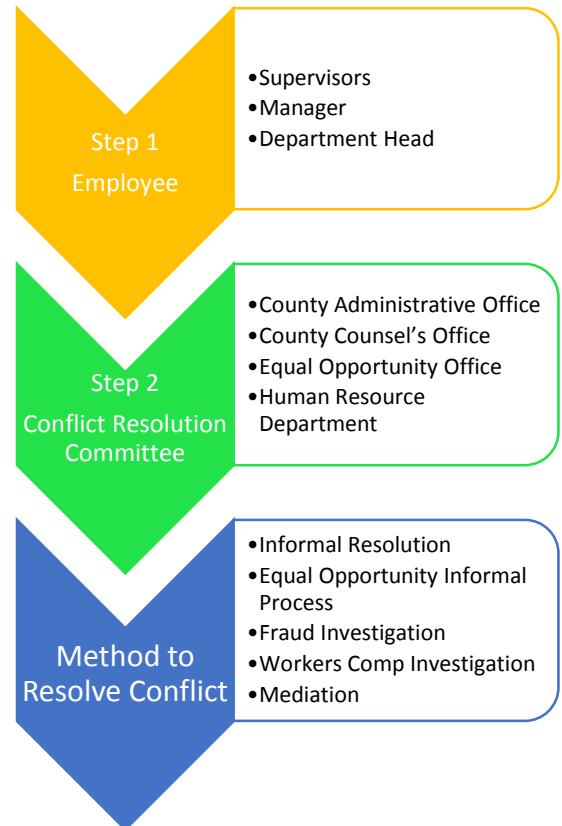 Step 1
Employee
•Supervisors
•Manager
•Department Head
Step 2
Conflict Resolution
Committee
•County Administrative Office
•County Counsel’s Office
•Equal Opportunity Office
•Human Resource
Department
Method to
Resolve Conflict
•Informal Resolution
•Equal Opportunity Informal
Process
•Fraud Investigation
•Workers Comp Investigation
•Mediation